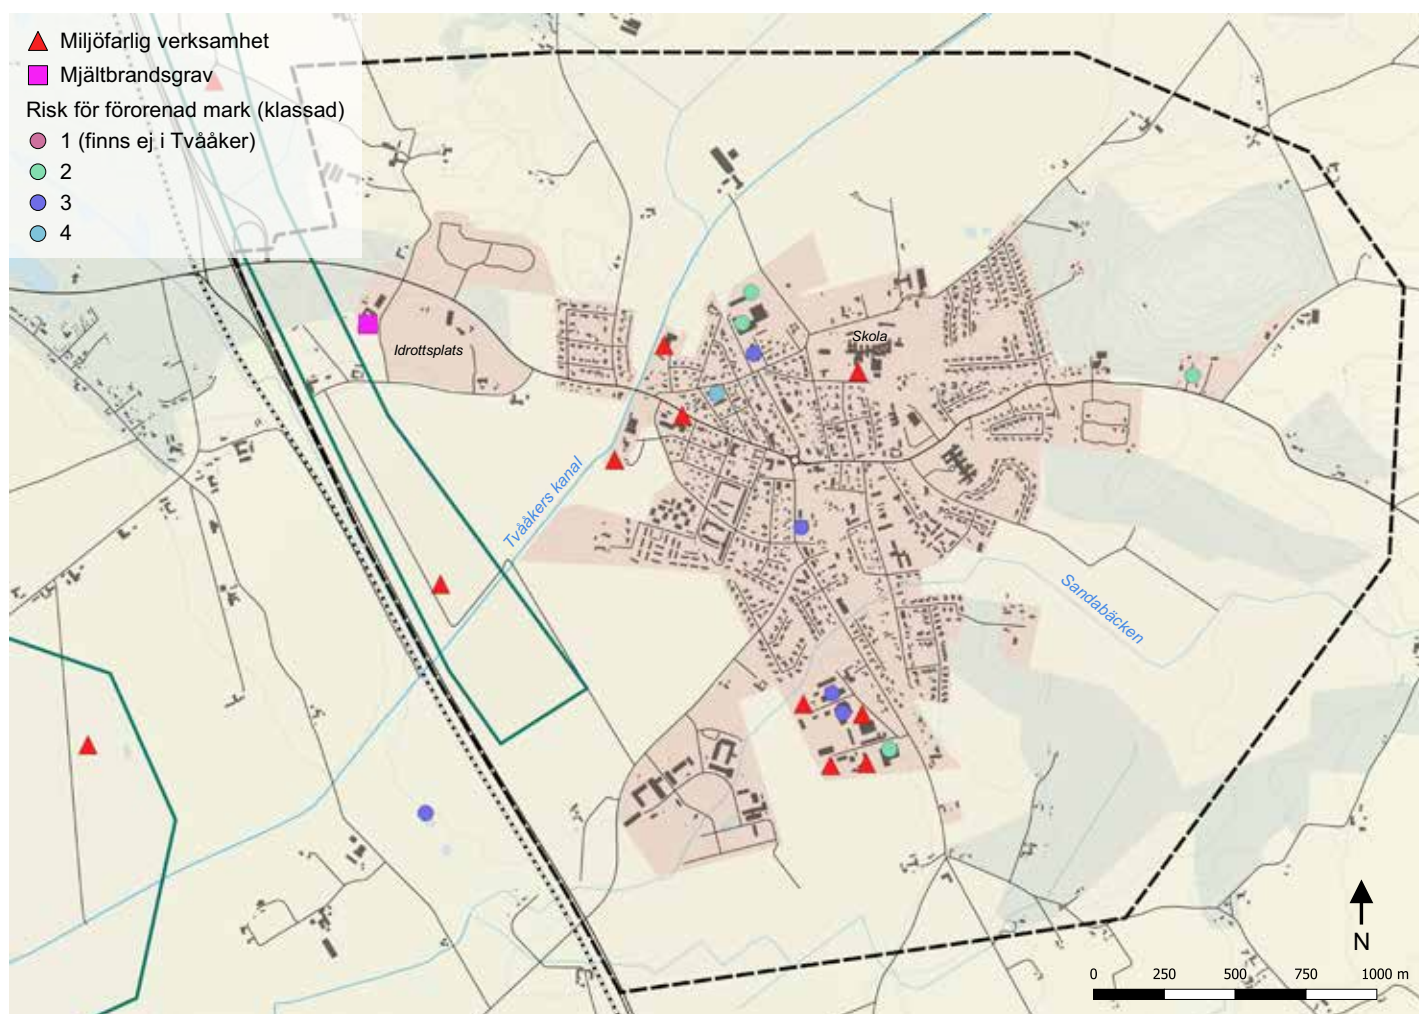 Miljöfarlig verksamhet
Mjältbrandsgrav
Risk för förorenad mark (klassad)
1 (finns ej i Tvååker)
2
3
4
Idrottsplats
Skola
Tvååkers kanal
Sandabäcken
N
0 250 500 750 1000 m